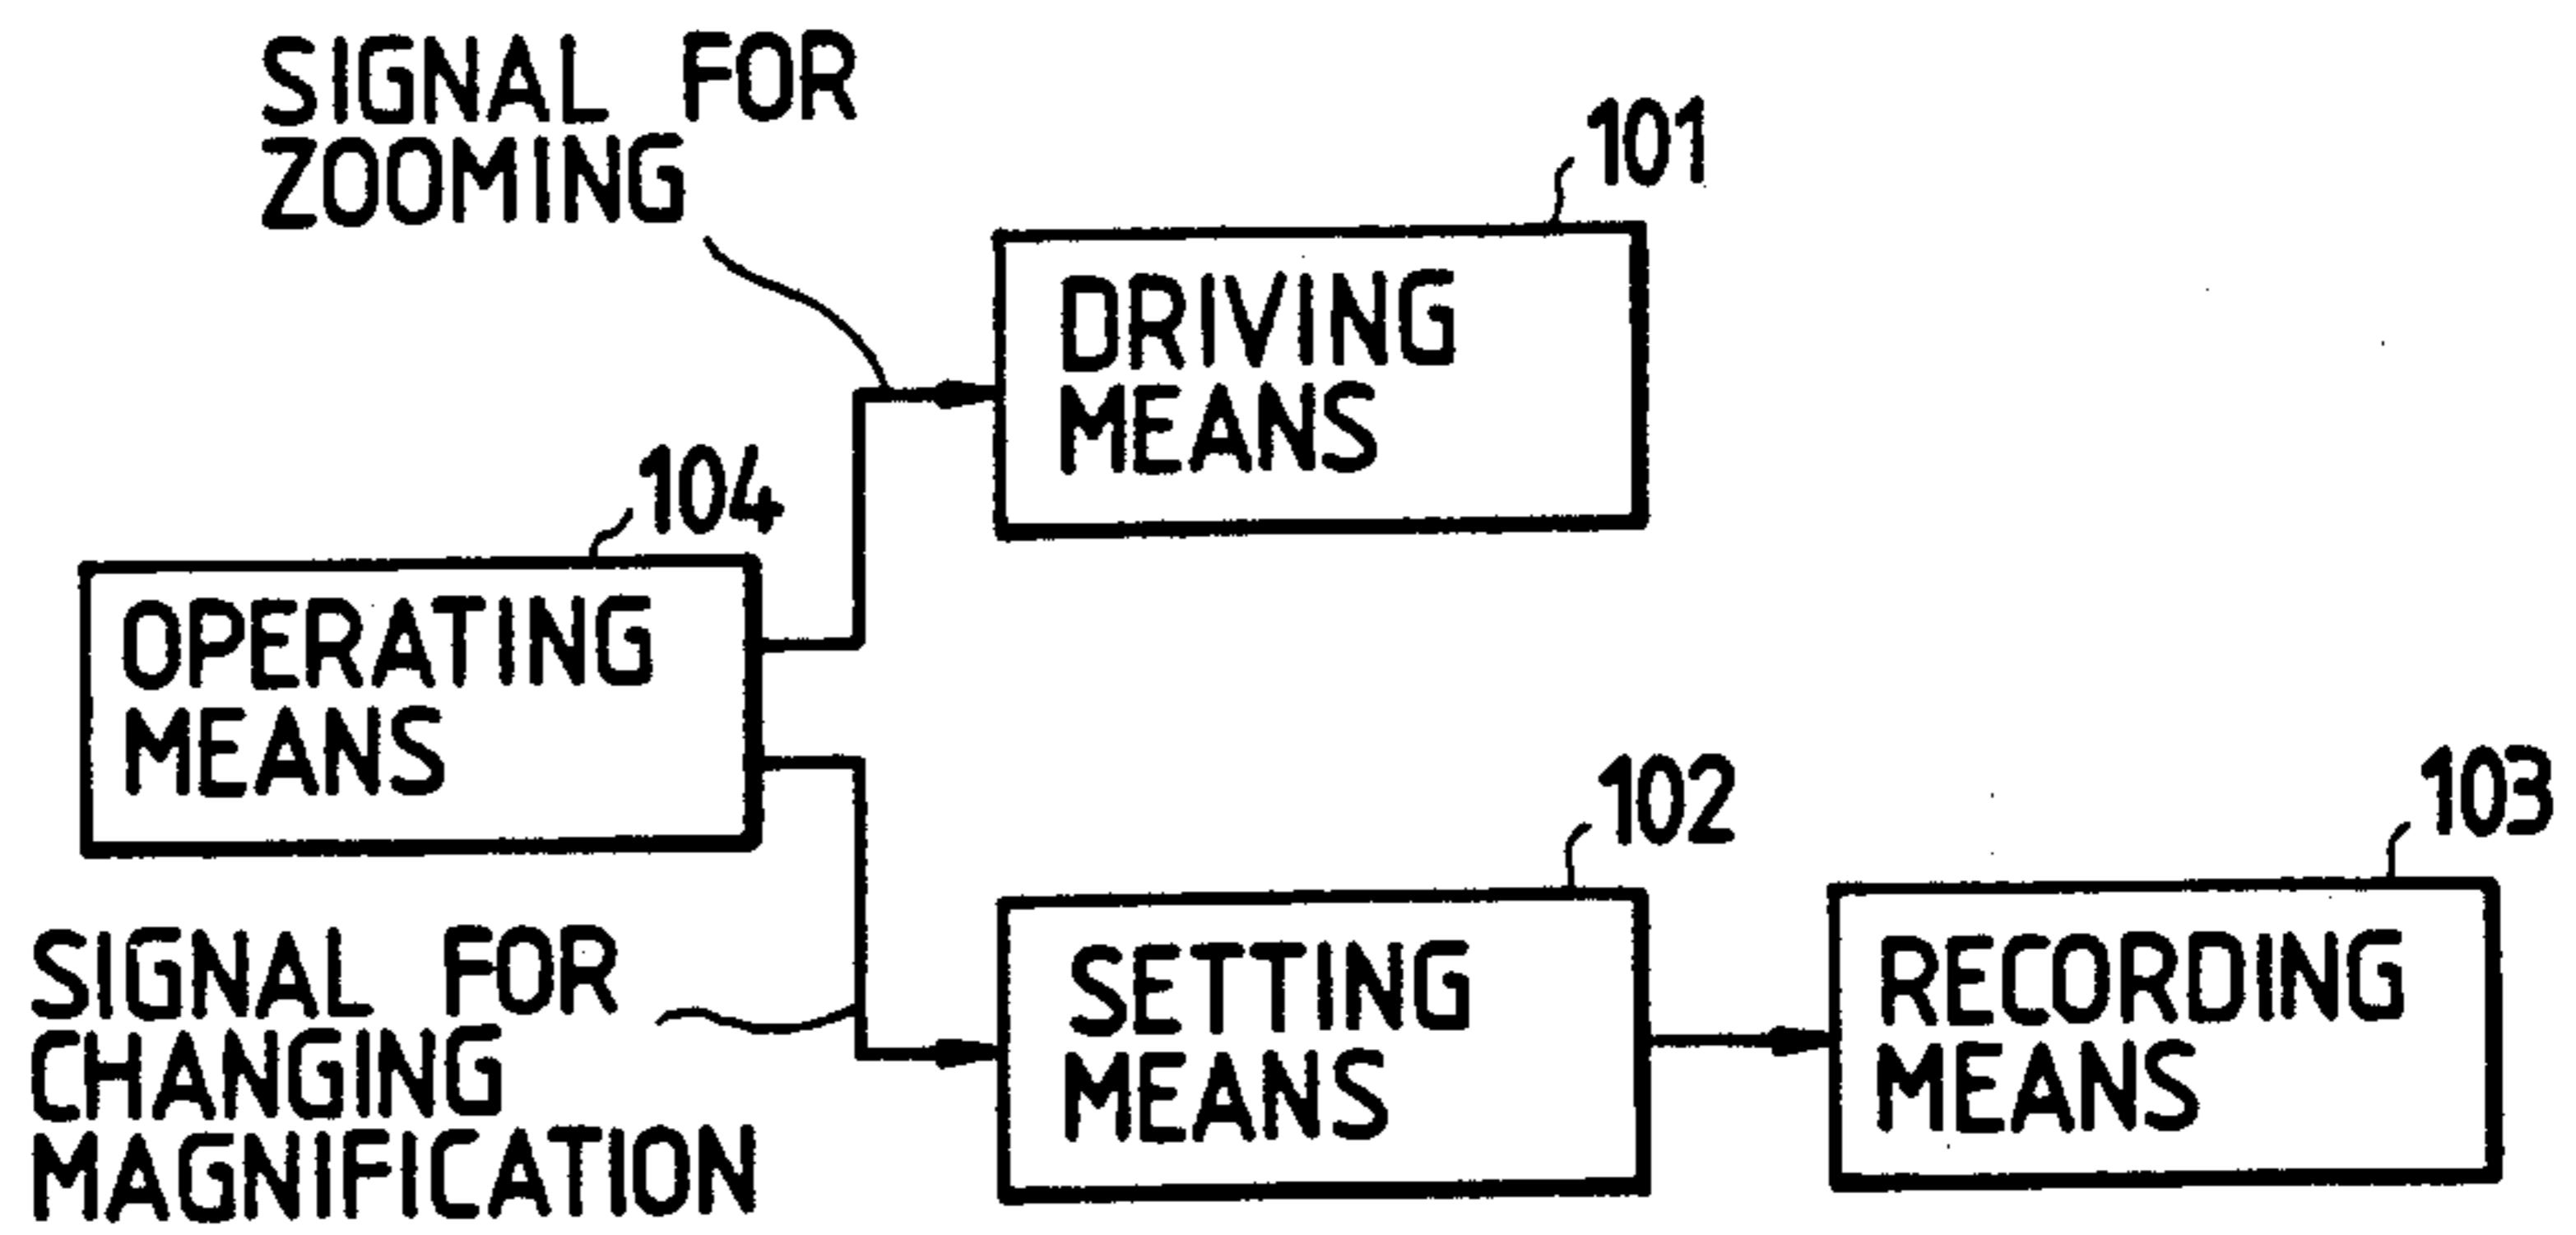 SIGNAL FOR
ZOOMING
101
DRIVING
MEANS
104
OPERATING
MEANS
SIGNAL FOR
CHANGING
MAGNIFICATION
102
SETTING
MEANS
103
RECORDING
MEANS